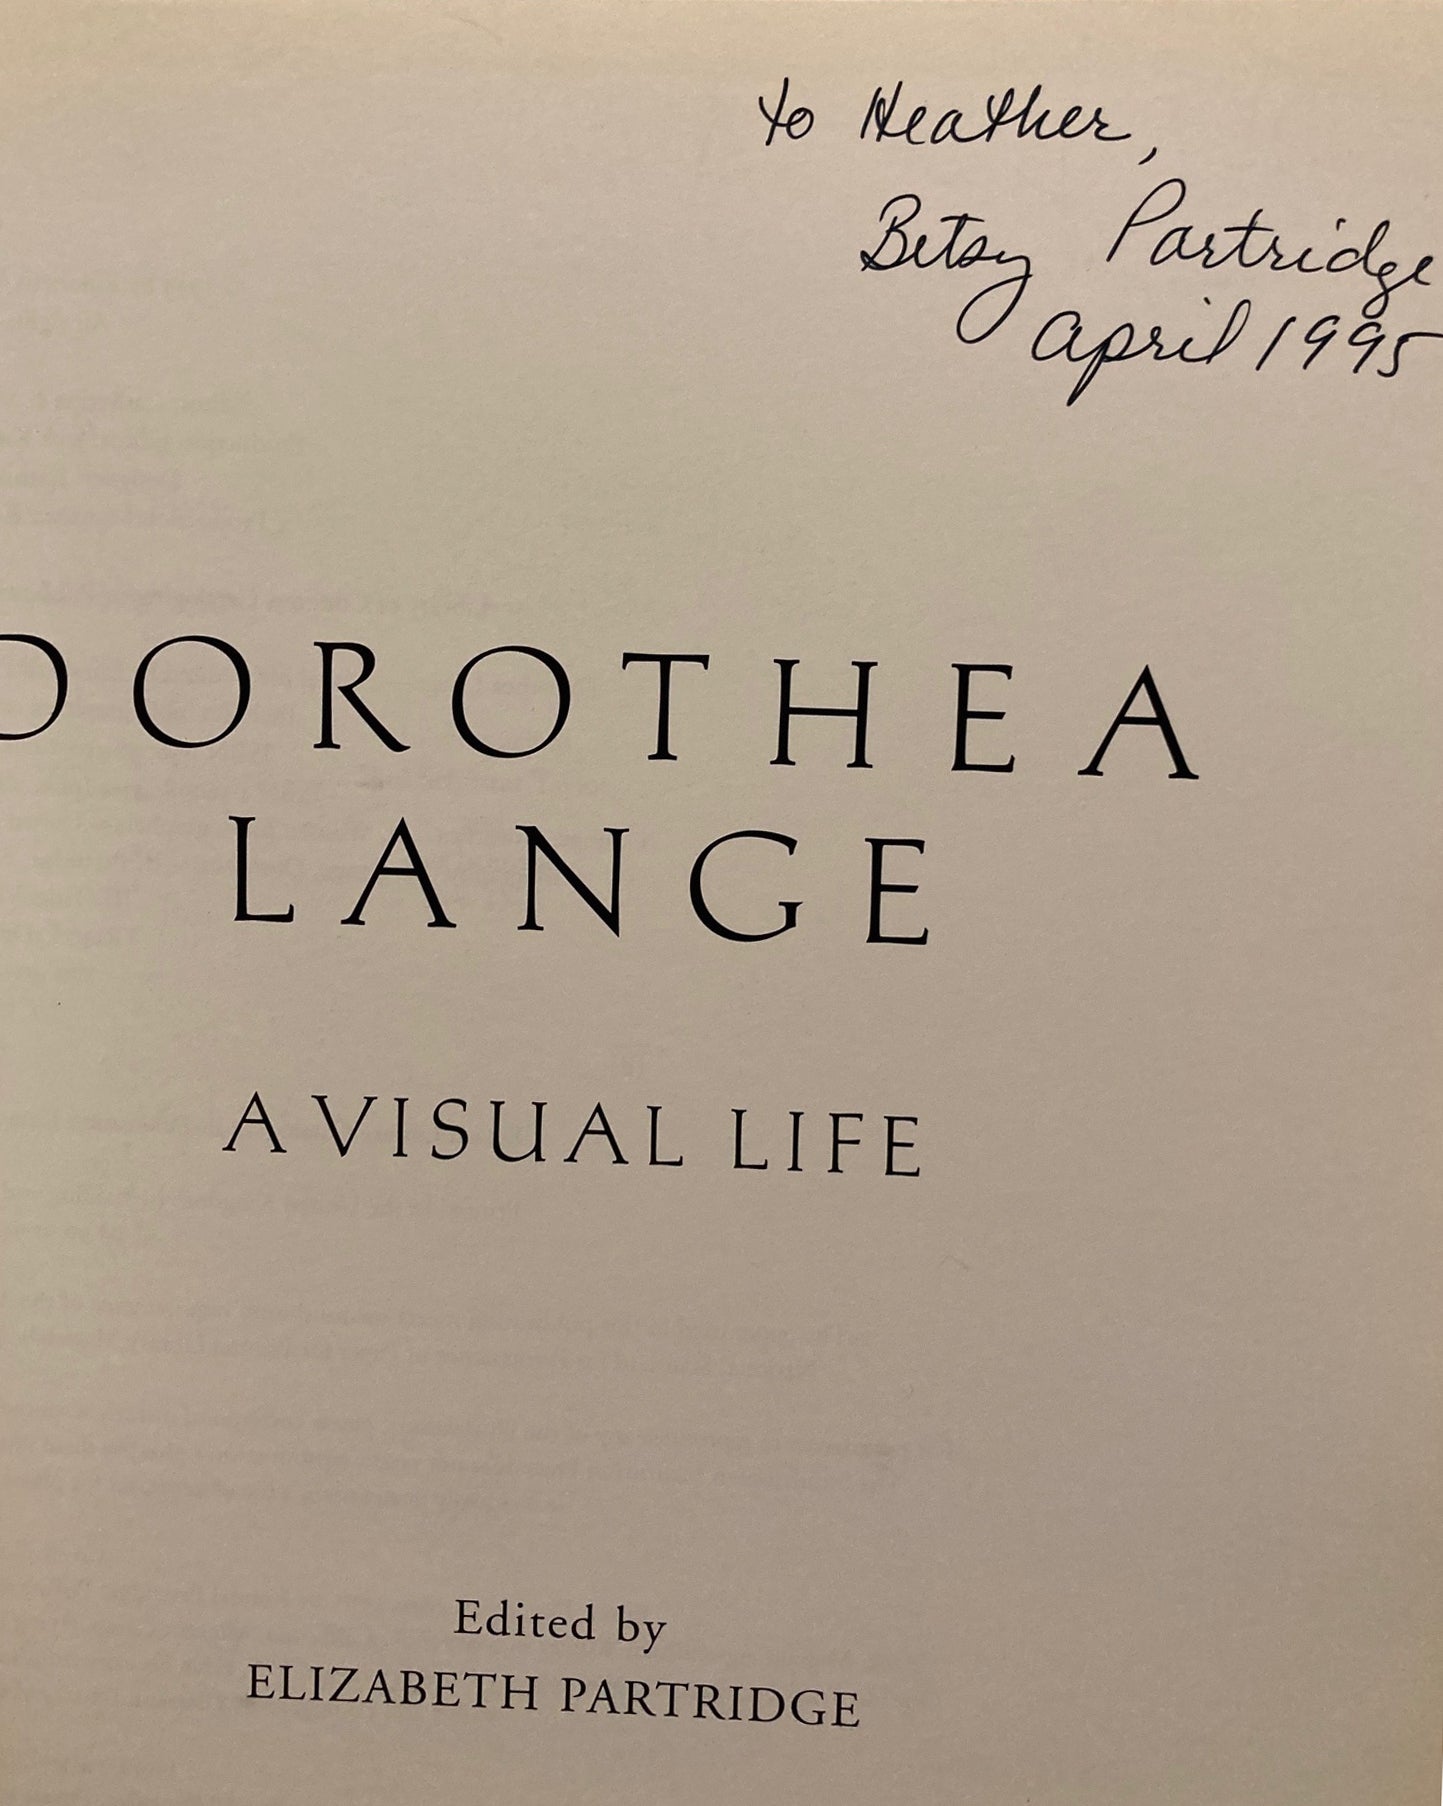 to Heather,
Betsy Partridge
April 1995
DOROTHEA
LANGE
A VISUAL LIFE
Edited by
ELIZABETH PARTRIDGE